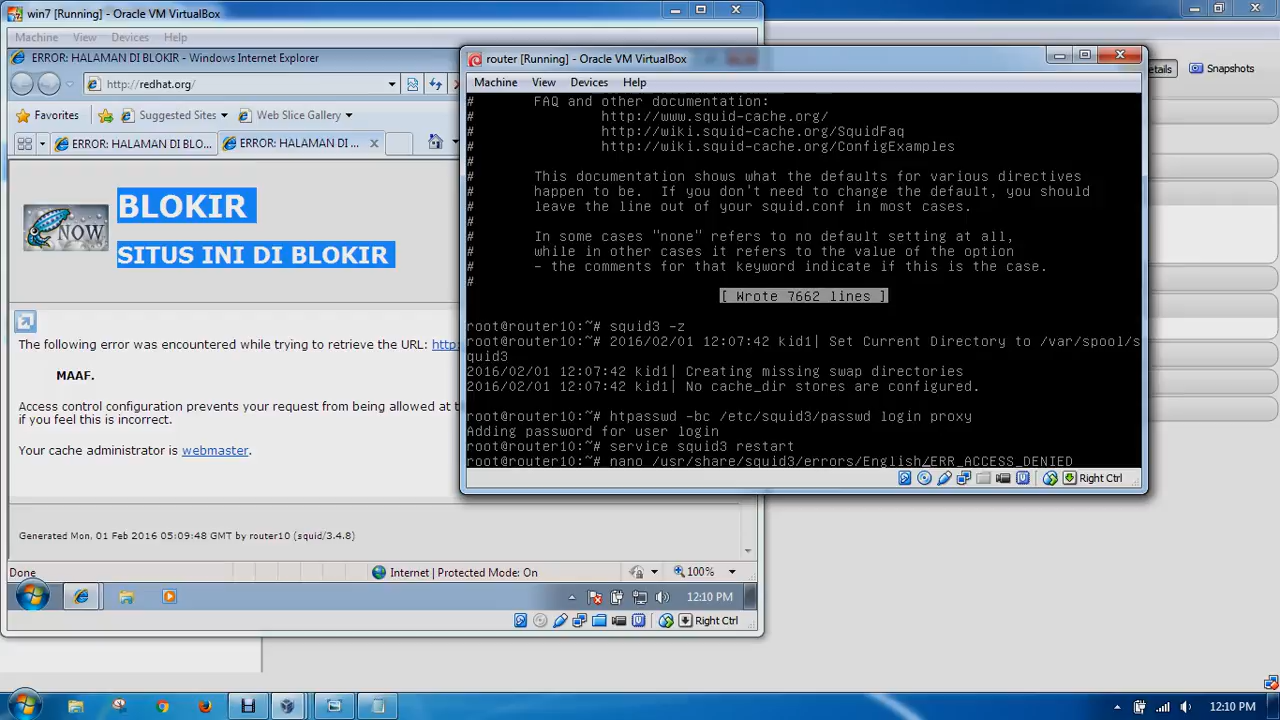 win7 [Running] - Oracle VM VirtualBox
Machine View Devices Help
ERROR: HALAMAN DI BLOKIR - Windows Internet Explorer
http://redhat.org/
Favorites Suggested Sites Web Slice Gallery
ERROR: HALAMAN DI BLO... ERROR: HALAMAN DI ...
NOW
BLOKIR
SITUS INI DI BLOKIR
The following error was encountered while trying to retrieve the URL: http:
MAAF.
Access control configuration prevents your request from being allowed at
if you feel this is incorrect.
Your cache administrator is webmaster.
Generated Mon, 01 Feb 2016 05:09:48 GMT by router10 (squid/3.4.8)
Done Internet | Protected Mode: On 100%
12:10 PM
Right Ctrl
router [Running] - Oracle VM VirtualBox
Machine View Devices Help
# FAQ and other documentation:
# http://www.squid-cache.org/
# http://wiki.squid-cache.org/SquidFaq
# http://wiki.squid-cache.org/ConfigExamples
#
# This documentation shows what the defaults for various directives
# happen to be. If you don't need to change the default, you should
# leave the line out of your squid.conf in most cases.
#
# In some cases "none" refers to no default setting at all,
# while in other cases it refers to the value of the option
# - the comments for that keyword indicate if this is the case.
#
[ Wrote 7662 lines ]
root@router10:~# squid3 -z
root@router10:~# 2016/02/01 12:07:42 kid1| Set Current Directory to /var/spool/s
quid3
2016/02/01 12:07:42 kid1| Creating missing swap directories
2016/02/01 12:07:42 kid1| No cache_dir stores are configured.
root@router10:~# htpasswd -bc /etc/squid3/passwd login proxy
Adding password for user login
root@router10:~# service squid3 restart
root@router10:~# nano /usr/share/squid3/errors/English/ERR_ACCESS_DENIED
Right Ctrl
etails Snapshots
12:10 PM